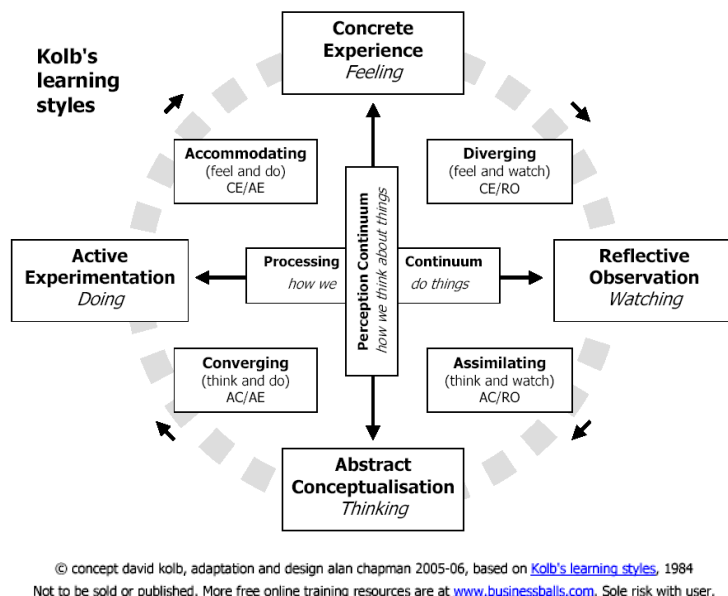 Kolb's
learning
styles
Concrete
Experience
Feeling
Accommodating
(feel and do)
CE/AE
Diverging
(feel and watch)
CE/RO
Active
Experimentation
Doing
Processing
how we
Perception Continuum
how we think about things
Continuum
do things
Reflective
Observation
Watching
Converging
(think and do)
AC/AE
Assimilating
(think and watch)
AC/RO
Abstract
Conceptualisation
Thinking
© concept david kolb, adaptation and design alan chapman 2005-06, based on Kolb's learning styles, 1984
Not to be sold or published. More free online training resources are at www.businessballs.com. Sole risk with user.